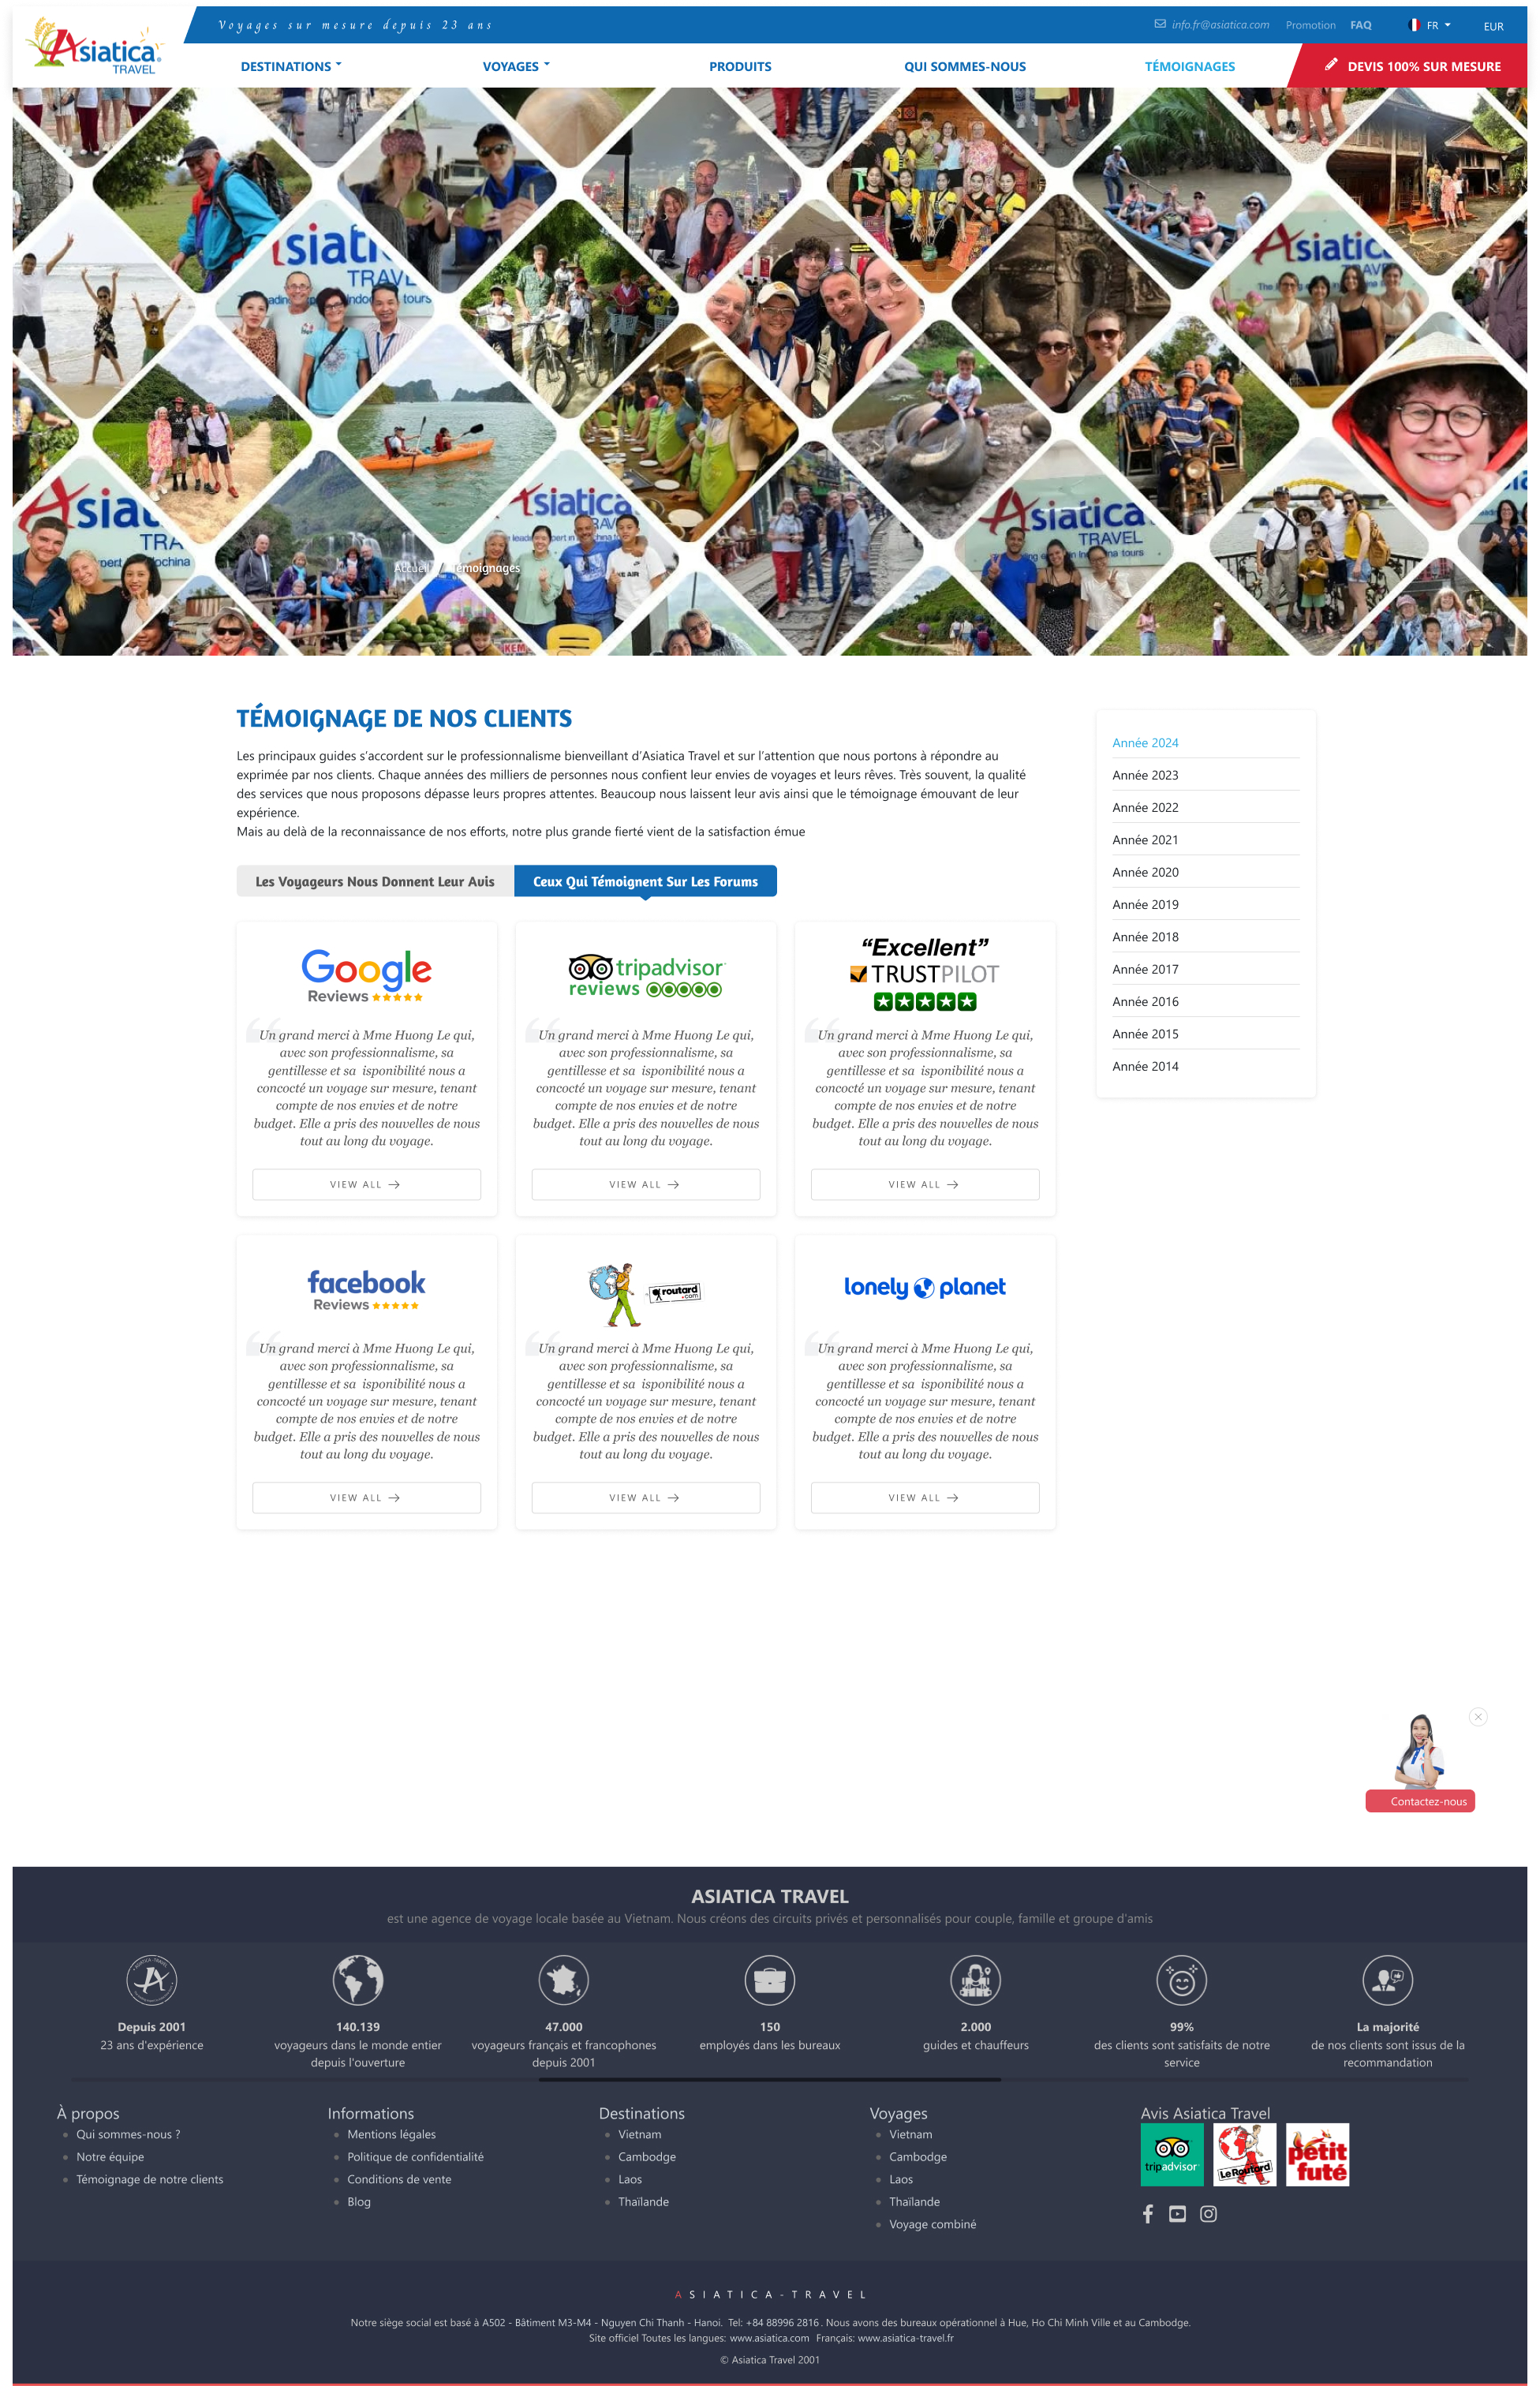 Asiatica
TRAVEL
Voyages sur mesure depuis 23 ans
info.fr@asiatica.com
Promotion
FAQ
FR
EUR
DESTINATIONS
VOYAGES
PRODUITS
QUI SOMMES-NOUS
TÉMOIGNAGES
DEVIS 100% SUR MESURE
Accueil / Témoignages
TÉMOIGNAGE DE NOS CLIENTS
Les principaux guides s'accordent sur le professionnalisme bienveillant d'Asiatica Travel et sur l'attention que nous portons à répondre au
exprimée par nos clients. Chaque années des milliers de personnes nous confient leur envies de voyages et leurs rêves. Très souvent, la qualité
des services que nous proposons dépasse leurs propres attentes. Beaucoup nous laissent leur avis ainsi que le témoignage émouvant de leur
expérience.
Mais au delà de la reconnaissance de nos efforts, notre plus grande fierté vient de la satisfaction émue
Année 2024
Année 2023
Année 2022
Année 2021
Année 2020
Année 2019
Année 2018
Année 2017
Année 2016
Année 2015
Année 2014
Les Voyageurs Nous Donnent Leur Avis
Ceux Qui Témoignent Sur Les Forums
Google
Reviews
Un grand merci à Mme Huong Le qui,
avec son professionnalisme, sa
gentillesse et sa isponibilité nous a
concocté un voyage sur mesure, tenant
compte de nos envies et de notre
budget. Elle a pris des nouvelles de nous
tout au long du voyage.
VIEW ALL
tripadvisor
reviews
Un grand merci à Mme Huong Le qui,
avec son professionnalisme, sa
gentillesse et sa isponibilité nous a
concocté un voyage sur mesure, tenant
compte de nos envies et de notre
budget. Elle a pris des nouvelles de nous
tout au long du voyage.
VIEW ALL
“Excellent”
TRUSTPILOT
Un grand merci à Mme Huong Le qui,
avec son professionnalisme, sa
gentillesse et sa isponibilité nous a
concocté un voyage sur mesure, tenant
compte de nos envies et de notre
budget. Elle a pris des nouvelles de nous
tout au long du voyage.
VIEW ALL
facebook
Reviews
Un grand merci à Mme Huong Le qui,
avec son professionnalisme, sa
gentillesse et sa isponibilité nous a
concocté un voyage sur mesure, tenant
compte de nos envies et de notre
budget. Elle a pris des nouvelles de nous
tout au long du voyage.
VIEW ALL
routard
.com
Un grand merci à Mme Huong Le qui,
avec son professionnalisme, sa
gentillesse et sa isponibilité nous a
concocté un voyage sur mesure, tenant
compte de nos envies et de notre
budget. Elle a pris des nouvelles de nous
tout au long du voyage.
VIEW ALL
lonely planet
Un grand merci à Mme Huong Le qui,
avec son professionnalisme, sa
gentillesse et sa isponibilité nous a
concocté un voyage sur mesure, tenant
compte de nos envies et de notre
budget. Elle a pris des nouvelles de nous
tout au long du voyage.
VIEW ALL
Contactez-nous
ASIATICA TRAVEL
est une agence de voyage locale basée au Vietnam. Nous créons des circuits privés et personnalisés pour couple, famille et groupe d'amis
Depuis 2001
23 ans d'expérience
140.139
voyageurs dans le monde entier
depuis l'ouverture
47.000
voyageurs français et francophones
depuis 2001
150
employés dans les bureaux
2.000
guides et chauffeurs
99%
des clients sont satisfaits de notre
service
La majorité
de nos clients sont issus de la
recommandation
À propos
Qui sommes-nous ?
Notre équipe
Témoignage de notre clients
Informations
Mentions légales
Politique de confidentialité
Conditions de vente
Blog
Destinations
Vietnam
Cambodge
Laos
Thaïlande
Voyages
Vietnam
Cambodge
Laos
Thaïlande
Voyage combiné
Avis Asiatica Travel
tripadvisor
Le Routard
petit
futé
ASIATICA-TRAVEL
Notre siège social est basé à A502 - Bâtiment M3-M4 - Nguyen Chi Thanh - Hanoi. Tel: +84 88996 2816. Nous avons des bureaux opérationnel à Hue, Ho Chi Minh Ville et au Cambodge.
Site officiel Toutes les langues: www.asiatica.com Français: www.asiatica-travel.fr
© Asiatica Travel 2001